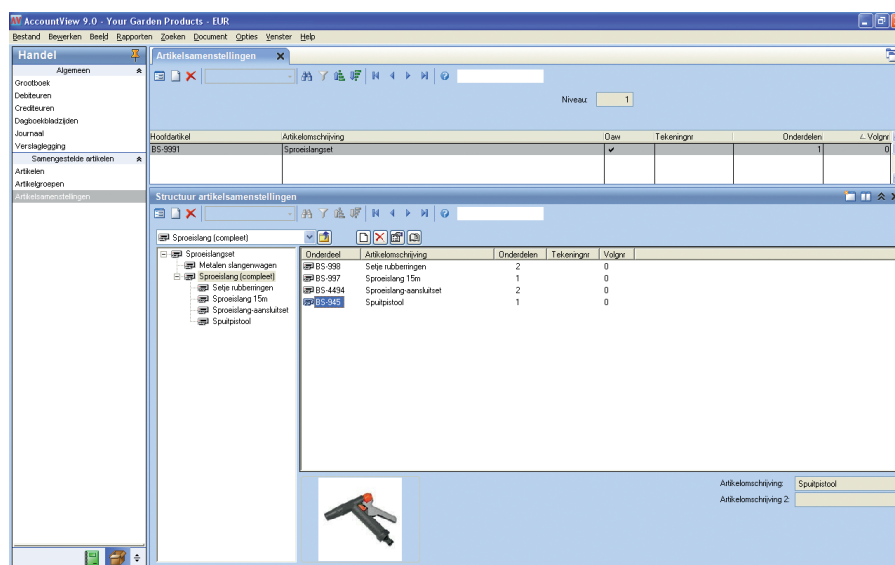 AccountView 9.0 - Your Garden Products - EUR
Bestand Bewerken Beeld Rapporten Zoeken Document Opties Venster Help
Handel
Algemeen
Grootboek
Debiteuren
Crediteuren
Dagboekbladzijden
Journaal
Verslaglegging
Samengestelde artikelen
Artikelen
Artikelgroepen
Artikelsamenstellingen
Artikelsamenstellingen
Niveau: 1
Hoofdartikel Artikelomschrijving Oaw Tekeningnr Onderdelen Volgnr
BS-9991 Sproeislangset 1 0
Structuur artikelsamenstellingen
Sproeislang (compleet)
Sproeislangset
Metalen slangenwagen
Sproeislang (compleet)
Setje rubberringen
Sproeislang 15m
Sproeislang-aansluitset
Spuitpistool
Onderdeel Artikelomschrijving Onderdelen Tekeningnr Volgnr
BS-998 Setje rubberringen 2 0
BS-997 Sproeislang 15m 1 0
BS-4494 Sproeislang-aansluitset 2 0
BS-945 Spuitpistool 1 0
Artikelomschrijving: Spuitpistool
Artikelomschrijving 2: